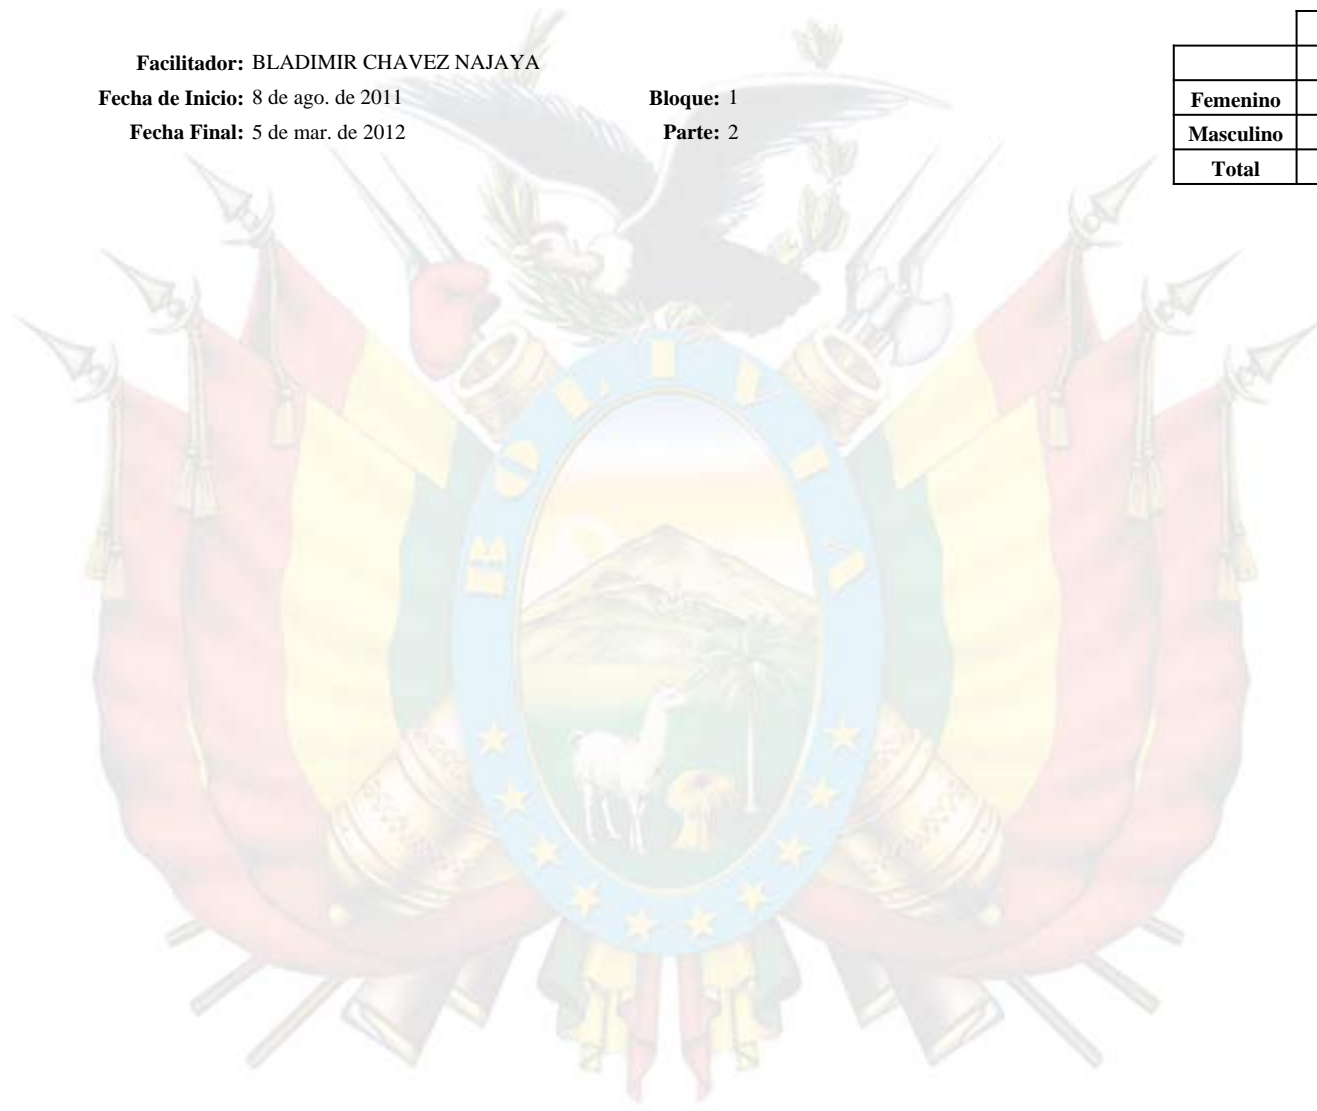 Facilitador: BLADIMIR CHAVEZ NAJAYA
Fecha de Inicio: 8 de ago. de 2011 Bloque: 1
Fecha Final: 5 de mar. de 2012 Parte: 2
Femenino
Masculino
Total
BOLIVIA